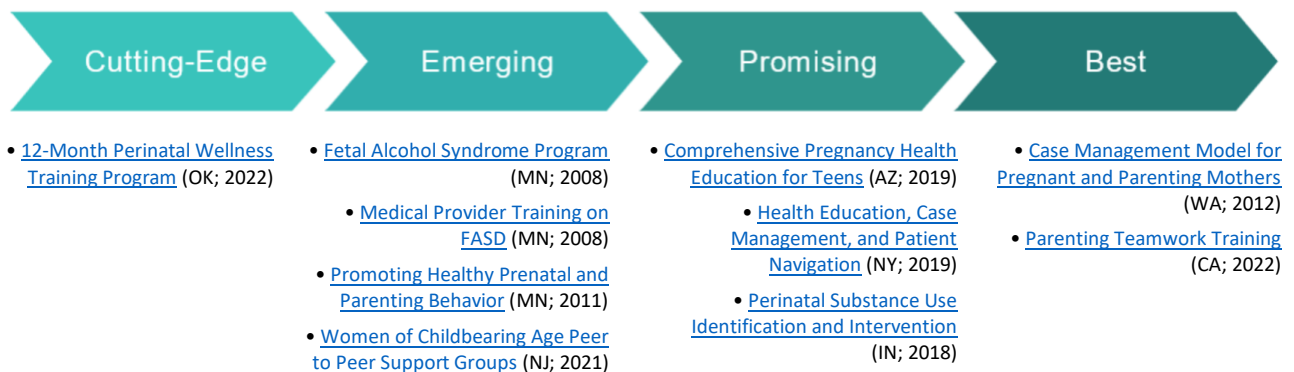 Cutting-Edge
Emerging
Promising
Best
• 12-Month Perinatal Wellness
Training Program (OK; 2022)
• Fetal Alcohol Syndrome Program
(MN; 2008)
• Medical Provider Training on
FASD (MN; 2008)
• Promoting Healthy Prenatal and
Parenting Behavior (MN; 2011)
• Women of Childbearing Age Peer
to Peer Support Groups (NJ; 2021)
• Comprehensive Pregnancy Health
Education for Teens (AZ; 2019)
• Health Education, Case
Management, and Patient
Navigation (NY; 2019)
• Perinatal Substance Use
Identification and Intervention
(IN; 2018)
• Case Management Model for
Pregnant and Parenting Mothers
(WA; 2012)
• Parenting Teamwork Training
(CA; 2022)